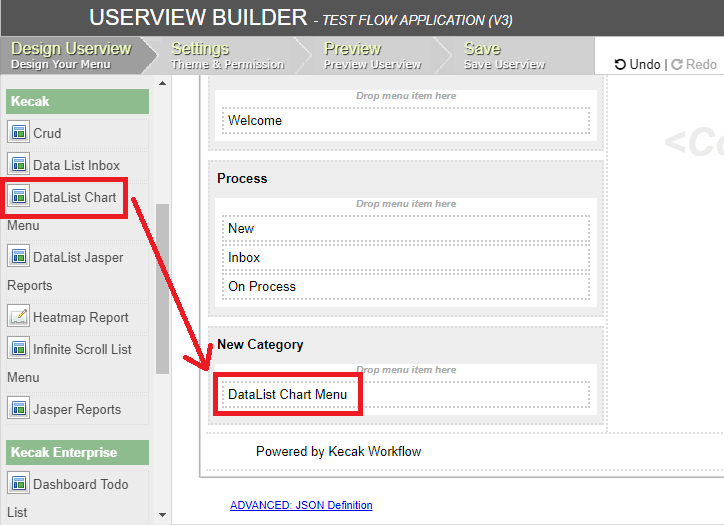 USERVIEW BUILDER - TEST FLOW APPLICATION (V3)
Design Userview
Design Your Menu
Settings
Theme & Permission
Preview
Preview Userview
Save
Save Userview
Undo | Redo
Kecak
Crud
Data List Inbox
DataList Chart
Menu
DataList Jasper
Reports
Heatmap Report
Infinite Scroll List
Menu
Jasper Reports
Kecak Enterprise
Dashboard Todo
List
Drop menu item here
Welcome
Process
Drop menu item here
New
Inbox
On Process
New Category
Drop menu item here
DataList Chart Menu
Powered by Kecak Workflow
ADVANCED: JSON Definition